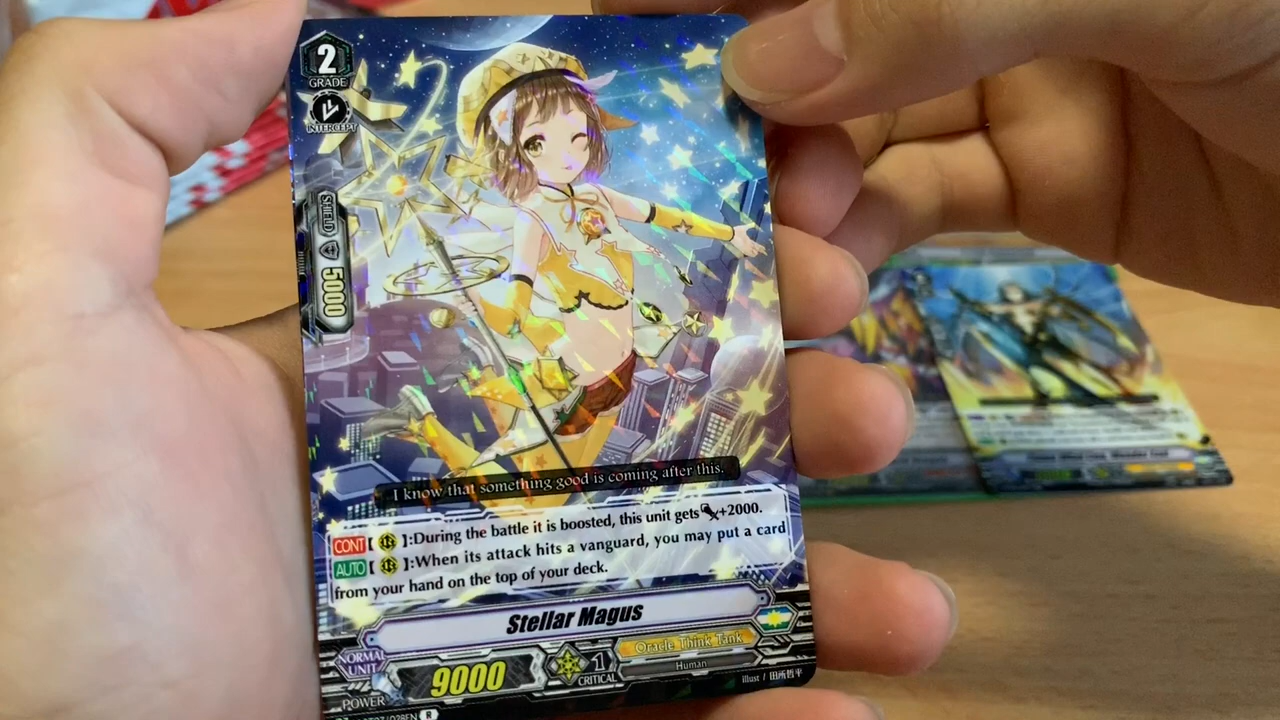 2
GRADE
INTERCEPT
SHIELD
5000
I know that something good is coming after this.
CONT【 】:During the battle it is boosted, this unit gets +2000.
AUTO【 】:When its attack hits a vanguard, you may put a card
from your hand on the top of your deck.
Stellar Magus
NORMAL
UNIT
POWER
9000
1
CRITICAL
Oracle Think Tank
Human
illust / 田所哲平
R